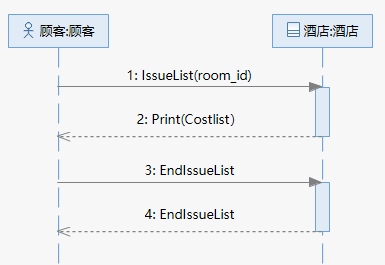 顾客:顾客
酒店:酒店
1: IssueList(room_id)
2: Print(Costlist)
3: EndIssueList
4: EndIssueList